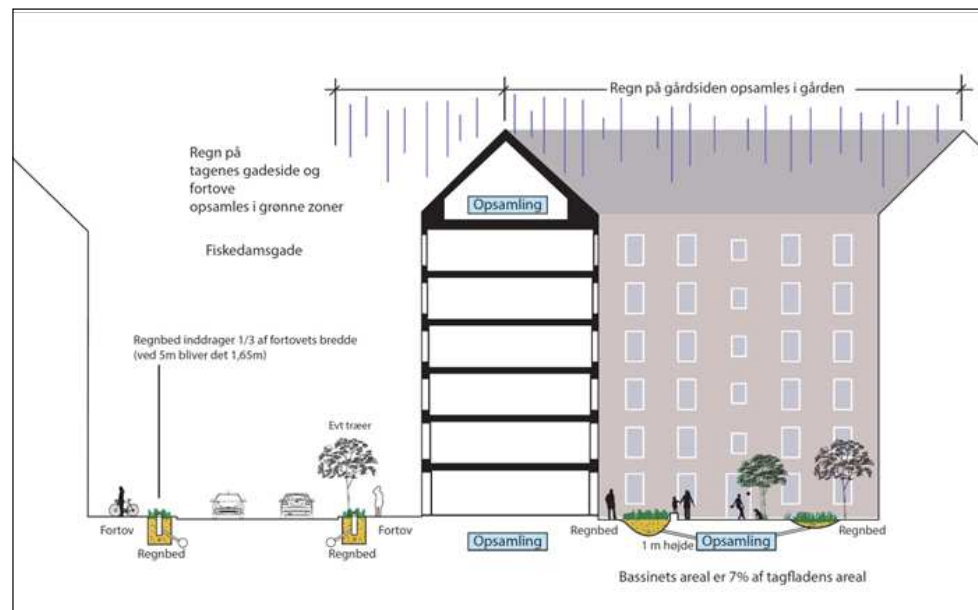 Regn på gårdsiden opsamles i gården
Regn på
tagenes gadeside og
fortove
opsamles i grønne zoner
Opsamling
Fiskedamsgade
Regnbed inddrager 1/3 af fortovets bredde
(ved 5m bliver det 1,65m)
Evt træer
Fortov
Regnbed
Regnbed
Fortov
Opsamling
Regnbed
1 m højde
Opsamling
Regnbed
Bassinets areal er 7% af tagfladens areal